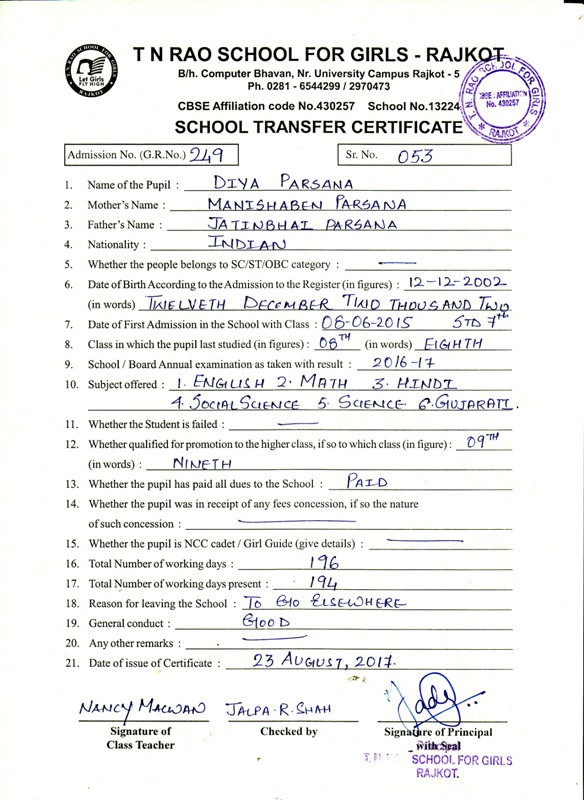 T. N. RAO SCHOOL FOR GIRLS
Let Girls
FLY HIGH
RAJKOT
T N RAO SCHOOL FOR GIRLS - RAJKOT
B/h. Computer Bhavan, Nr. University Campus Rajkot - 5
Ph. 0281 - 6544299 / 2970473
CBSE Affiliation code No.430257 School No.13224
T. N. RAO SCHOOL FOR GIRLS
CBSE : AFFILIATION
No. 430257
RAJKOT
SCHOOL TRANSFER CERTIFICATE
Admission No. (G.R.No.) 249 Sr. No. 053
1. Name of the Pupil : DIYA PARSANA
2. Mother's Name : MANISHABEN PARSANA
3. Father's Name : JATINBHAI PARSANA
4. Nationality : INDIAN
5. Whether the people belongs to SC/ST/OBC category : —
6. Date of Birth According to the Admission to the Register (in figures) : 12-12-2002
(in words) TWELVETH DECEMBER TWO THOUSAND TWO
7. Date of First Admission in the School with Class : 08-06-2015 STD 7th
8. Class in which the pupil last studied (in figures) : 08TH (in words) EIGHTH
9. School / Board Annual examination as taken with result : 2016-17
10. Subject offered : 1. ENGLISH 2. MATH 3. HINDI
4. SOCIAL SCIENCE 5. SCIENCE 6. GUJARATI.
11. Whether the Student is failed : —
12. Whether qualified for promotion to the higher class, if so to which class (in figure) : 09TH
(in words) : NINETH
13. Whether the pupil has paid all dues to the School : PAID
14. Whether the pupil was in receipt of any fees concession, if so the nature
of such concession : —
15. Whether the pupil is NCC cadet / Girl Guide (give details) : —
16. Total Number of working days : 196
17. Total Number of working days present : 194
18. Reason for leaving the School : TO GO ELSEWHERE
19. General conduct : GOOD
20. Any other remarks : —
21. Date of issue of Certificate : 23 AUGUST, 2017.
NANCY MACWAN JALPA.R.SHAH
Signature of Checked by Signature of Principal
Class Teacher with Seal
SCHOOL FOR GIRLS
RAJKOT.